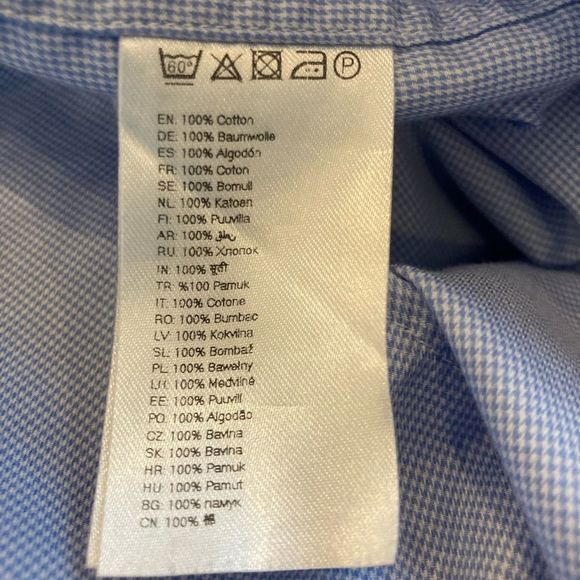 60°
P
EN: 100% Cotton
DE: 100% Baumwolle
ES: 100% Algodón
FR: 100% Coton
SE: 100% Bomull
NL: 100% Katoen
FI: 100% Puuvilla
AR: 100%
RU: 100% Хлопок
IN: 100% सूती
TR: %100 Pamuk
IT: 100% Cotone
RO: 100% Bumbac
LV: 100% Kokvilna
SL: 100% Bombaž
PL: 100% Bawełny
LH: 100% Medvilnė
EE: 100% Puuvill
PO: 100% Algodão
CZ: 100% Bavlna
SK: 100% Bavlna
HR: 100% Pamuk
HU: 100% Pamut
BG: 100% памук
CN: 100% 棉